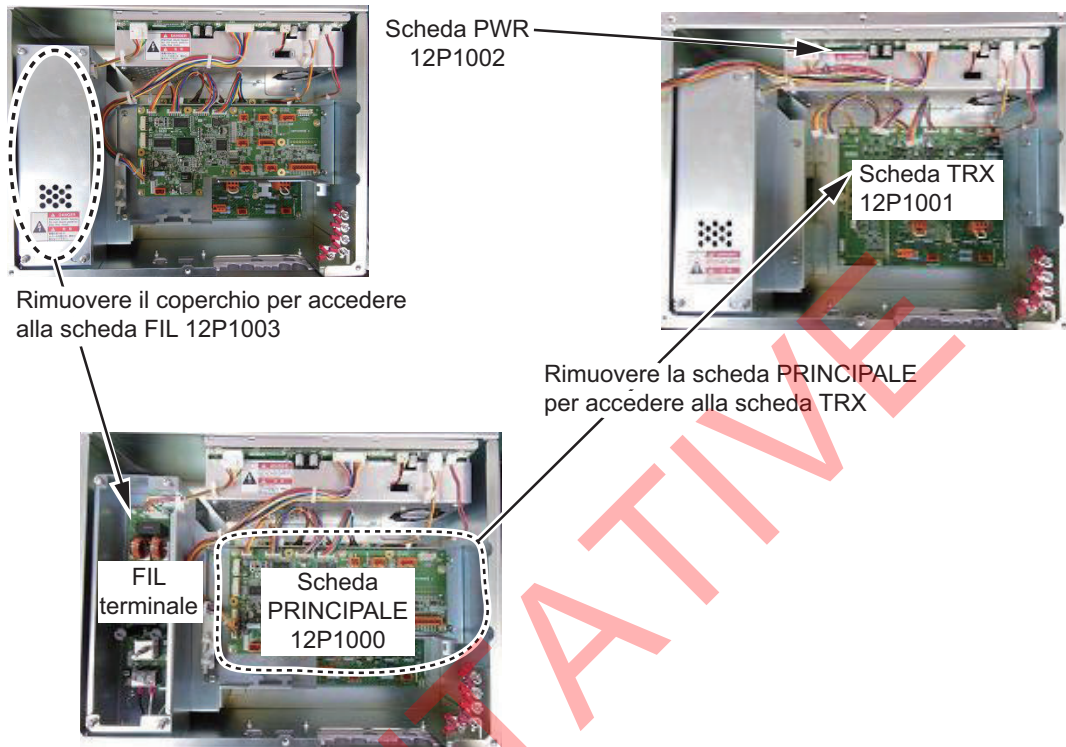 Scheda PWR
12P1002
Scheda TRX
12P1001
Rimuovere il coperchio per accedere
alla scheda FIL 12P1003
Rimuovere la scheda PRINCIPALE
per accedere alla scheda TRX
FIL
terminale
Scheda
PRINCIPALE
12P1000
TATIVE